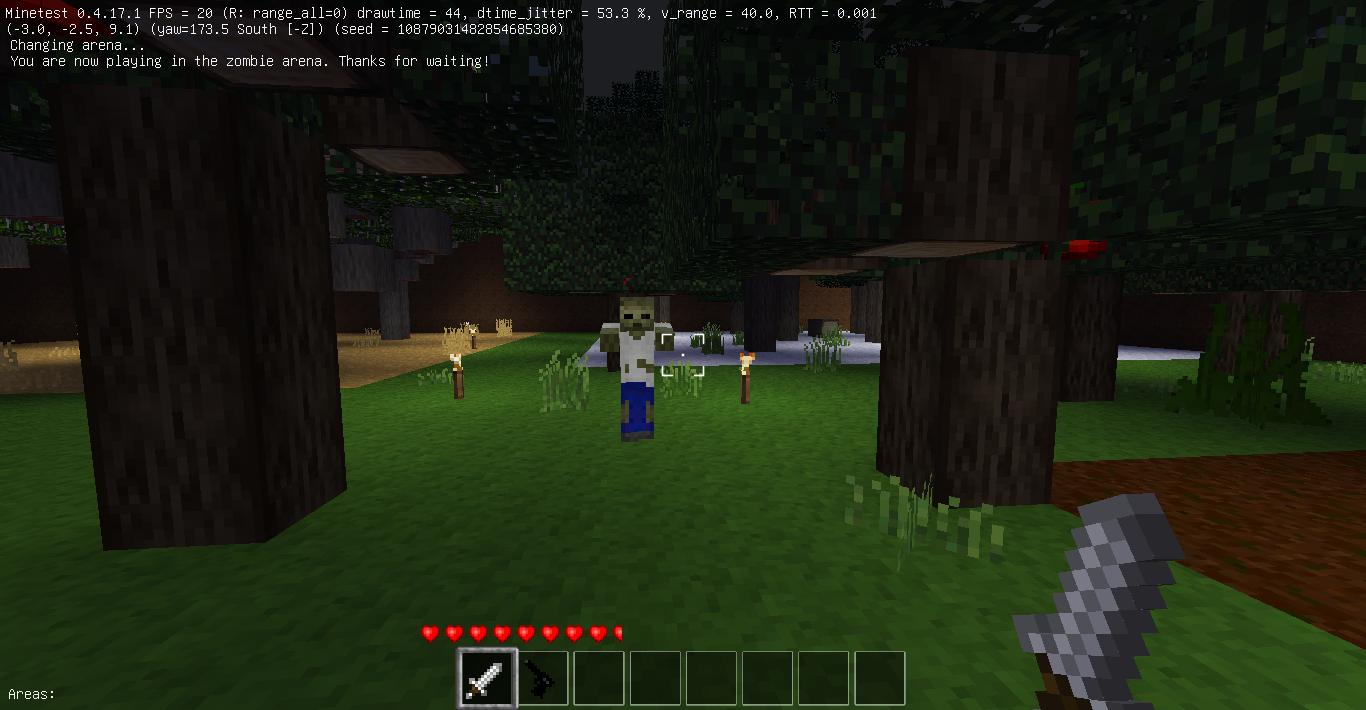 Minetest 0.4.17.1 FPS = 20 (R: range_all=0) drawtime = 44, dtime_jitter = 53.3 %, v_range = 40.0, RTT = 0.001
(-3.0, -2.5, 9.1) (yaw=173.5 South [-Z]) (seed = 10879031482854685380)
Changing arena...
You are now playing in the zombie arena. Thanks for waiting!
Areas: